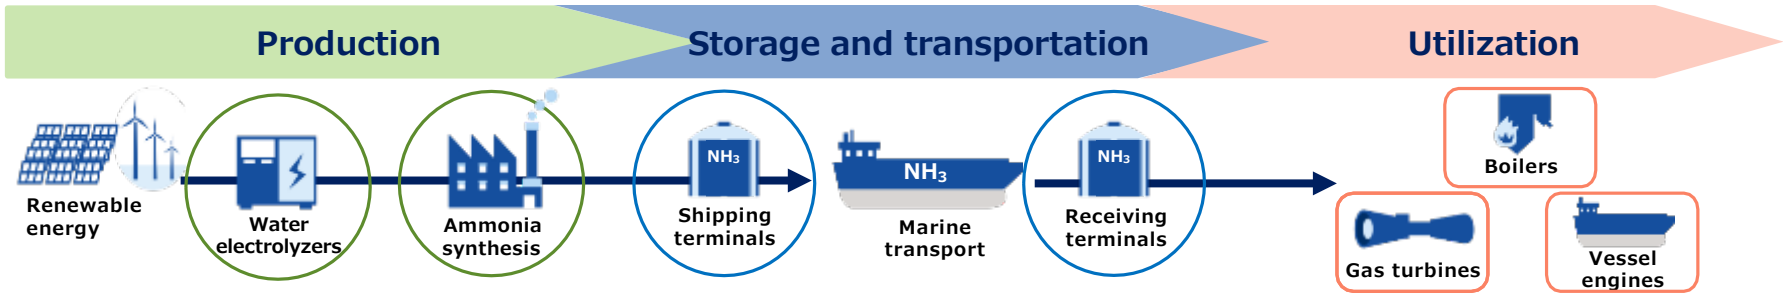 Production
Storage and transportation
Utilization
Renewable
energy
Water
electrolyzers
Ammonia
synthesis
NH₃
Shipping
terminals
NH₃
Marine
transport
NH₃
Receiving
terminals
Boilers
Gas turbines
Vessel
engines